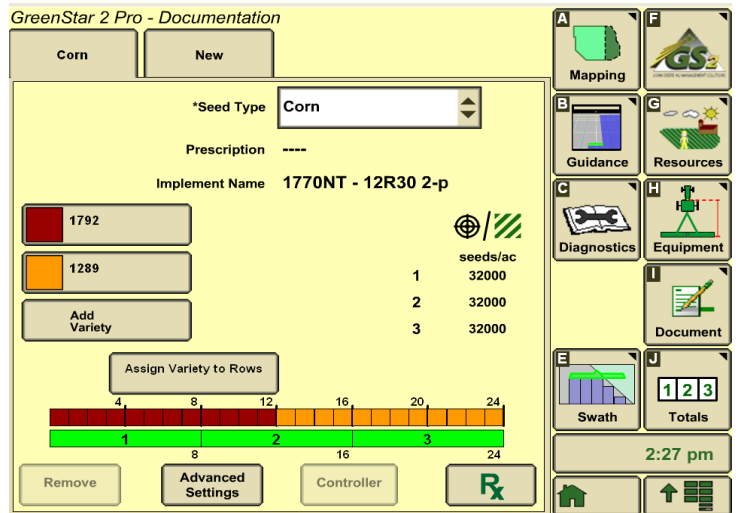 GreenStar 2 Pro - Documentation
Corn
New
*Seed Type
Corn
Prescription
----
Implement Name
1770NT - 12R30 2-p
1792
1289
Add
Variety
seeds/ac
1 32000
2 32000
3 32000
Assign Variety to Rows
4 8 12 16 20 24
1 2 3
8 16 24
Remove
Advanced
Settings
Controller
Rx
A
Mapping
F
GS2
B
Guidance
G
Resources
C
Diagnostics
H
Equipment
I
Document
E
Swath
J
1 2 3
Totals
2:27 pm